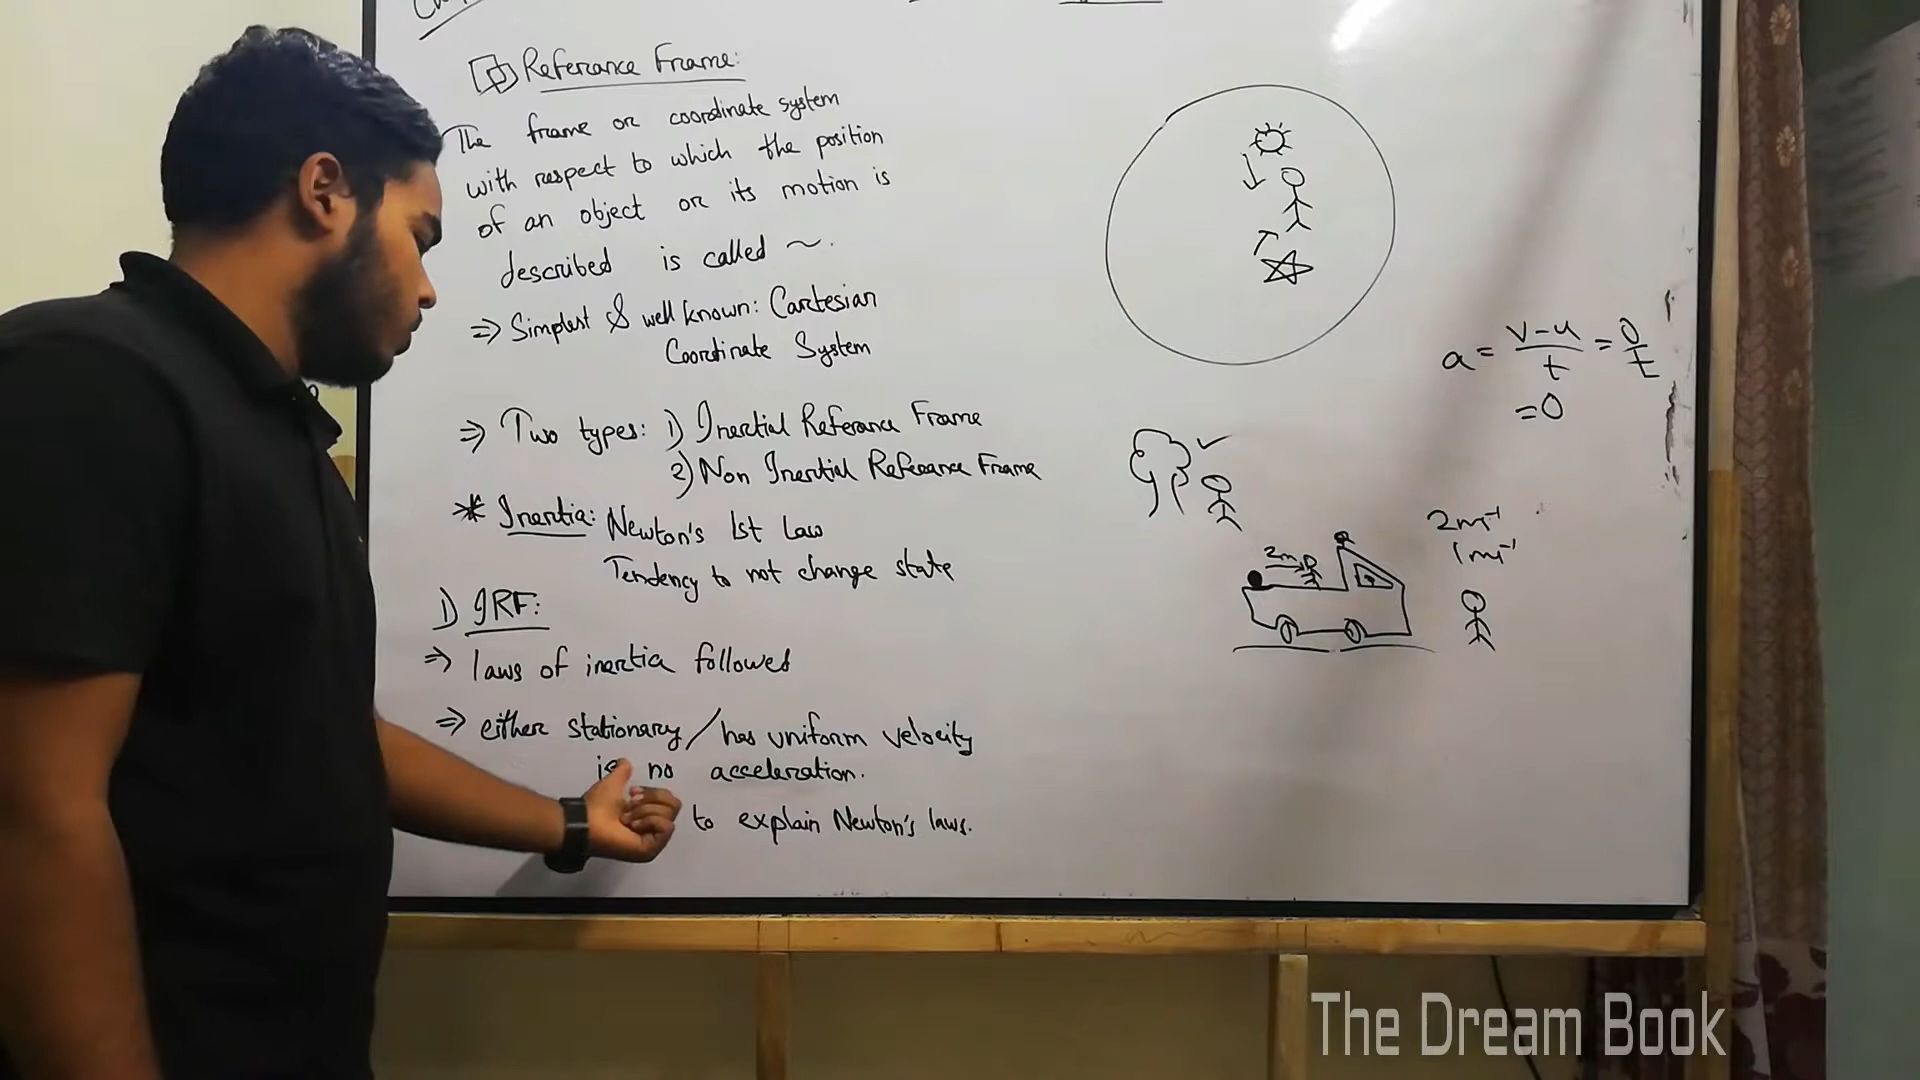 Reference Frame:
The frame or coordinate system
with respect to which the position
of an object or its motion is
described is called ~.
⇒ Simplest & well known: Cartesian
Coordinate System
⇒ Two types: 1) Inertial Reference Frame
2) Non Inertial Reference Frame
* Inertia: Newton's 1st Law
Tendency to not change state
1) IRF:
⇒ laws of inertia followed
⇒ either stationary / has uniform velocity
no acceleration.
to explain Newton's laws.
a = v-u/t = 0/t
= 0
2ms⁻¹
1ms⁻¹
2m
The Dream Book